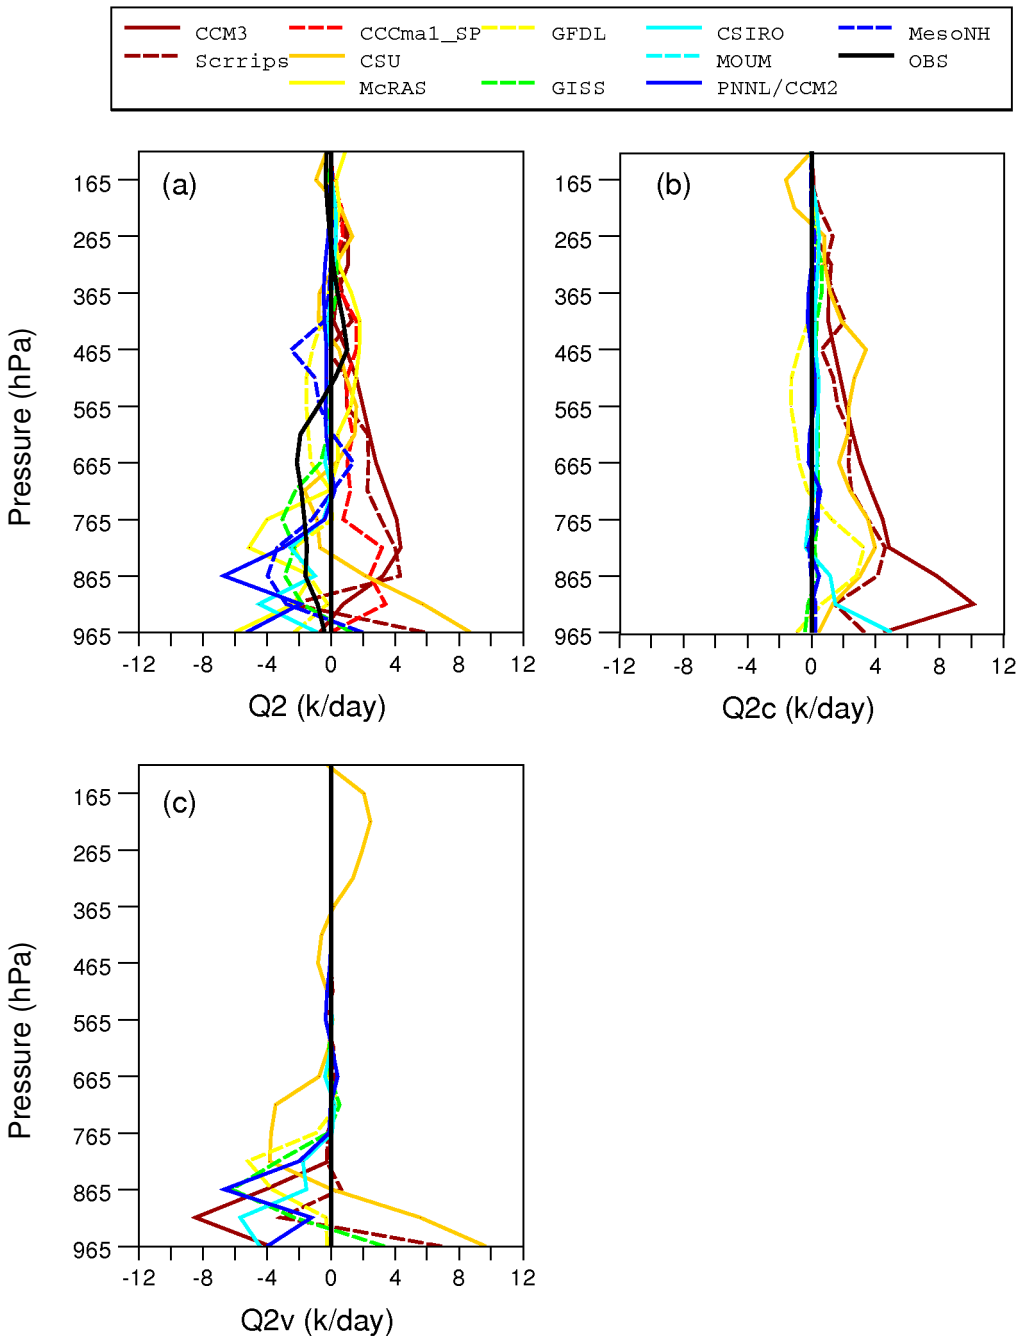 CCM3 CCCma1_SP GFDL CSIRO MesoNH
Scrrips CSU MOUM OBS
McRAS GISS PNNL/CCM2
(a) (b)
165 165
265 265
365 365
465 465
565 565
665 665
765 765
865 865
965 965
Pressure (hPa)
-12 -8 -4 0 4 8 12 -12 -8 -4 0 4 8 12
Q2 (k/day) Q2c (k/day)
(c)
165
265
365
465
565
665
765
865
965
Pressure (hPa)
-12 -8 -4 0 4 8 12
Q2v (k/day)